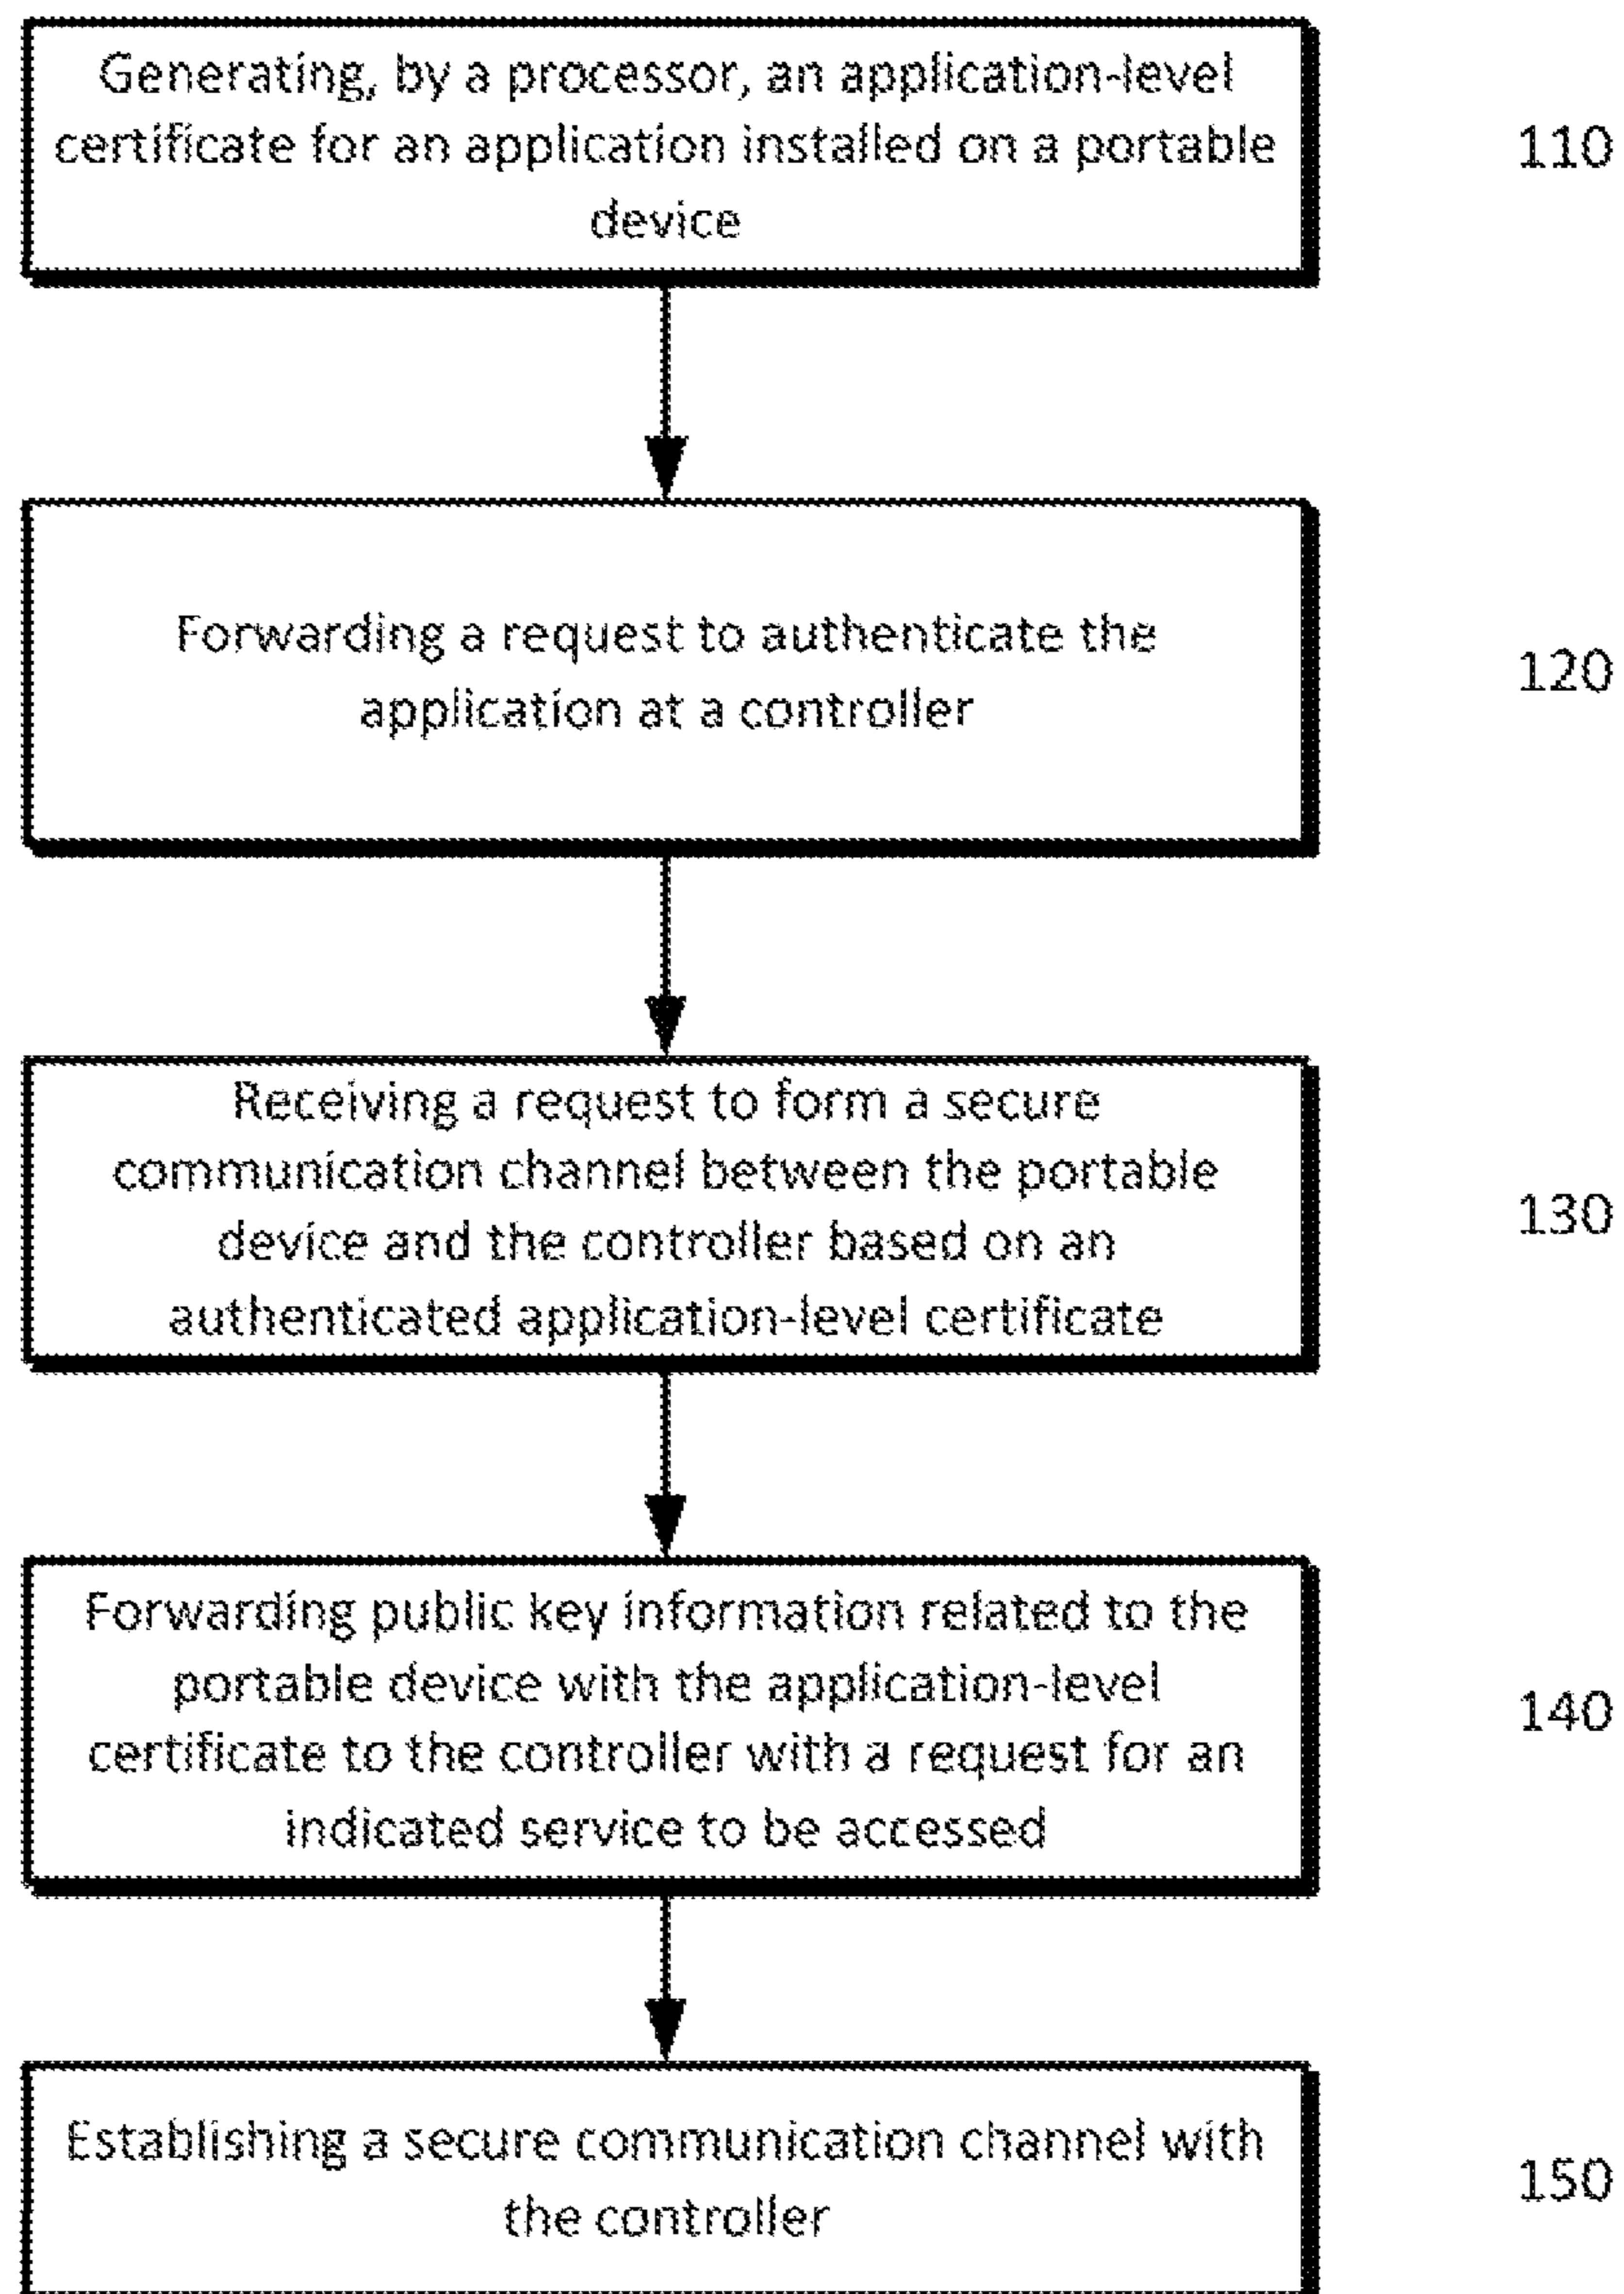 Generating, by a processor, an application-level
certificate for an application installed on a portable
device
110
Forwarding a request to authenticate the
application at a controller
120
Receiving a request to form a secure
communication channel between the portable
device and the controller based on an
authenticated application-level certificate
130
Forwarding public key information related to the
portable device with the application-level
certificate to the controller with a request for an
indicated service to be accessed
140
Establishing a secure communication channel with
the controller
150